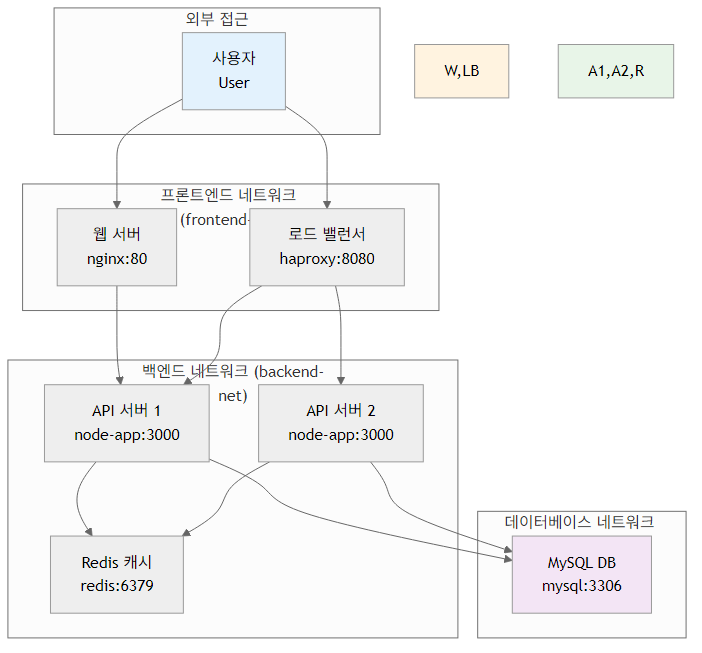 외부 접근
사용자
User
W,LB
A1,A2,R
프론트엔드 네트워크
(frontend-
웹 서버
nginx:80
로드 밸런서
haproxy:8080
백엔드 네트워크 (backend-
net)
API 서버 1
node-app:3000
API 서버 2
node-app:3000
데이터베이스 네트워크
Redis 캐시
redis:6379
MySQL DB
mysql:3306